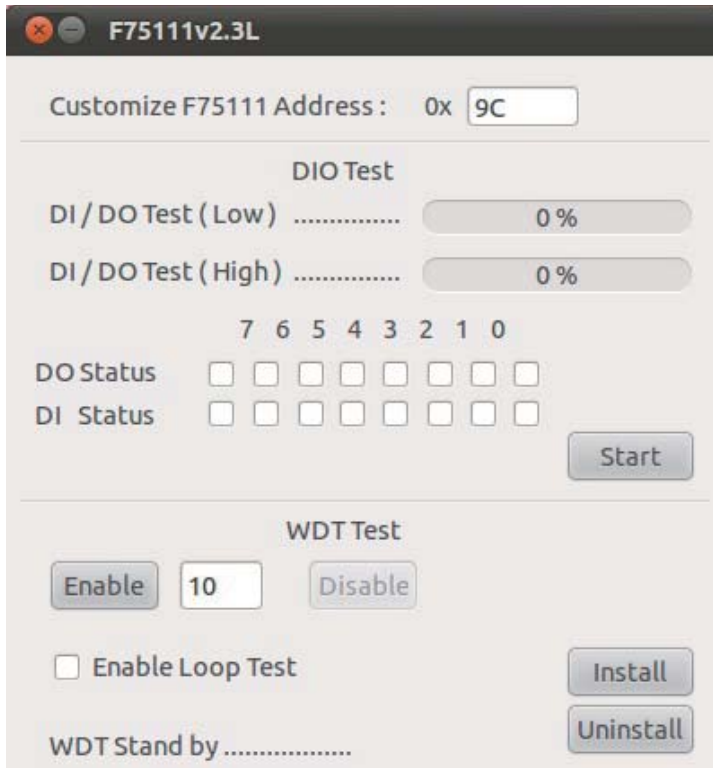 F75111v2.3L
Customize F75111 Address : 0x 9C
DIO Test
DI / DO Test ( Low ) ............... 0 %
DI / DO Test ( High ) ............... 0 %
7 6 5 4 3 2 1 0
DO Status
DI Status
Start
WDT Test
Enable 10 Disable
Enable Loop Test
Install
Uninstall
WDT Stand by ..................